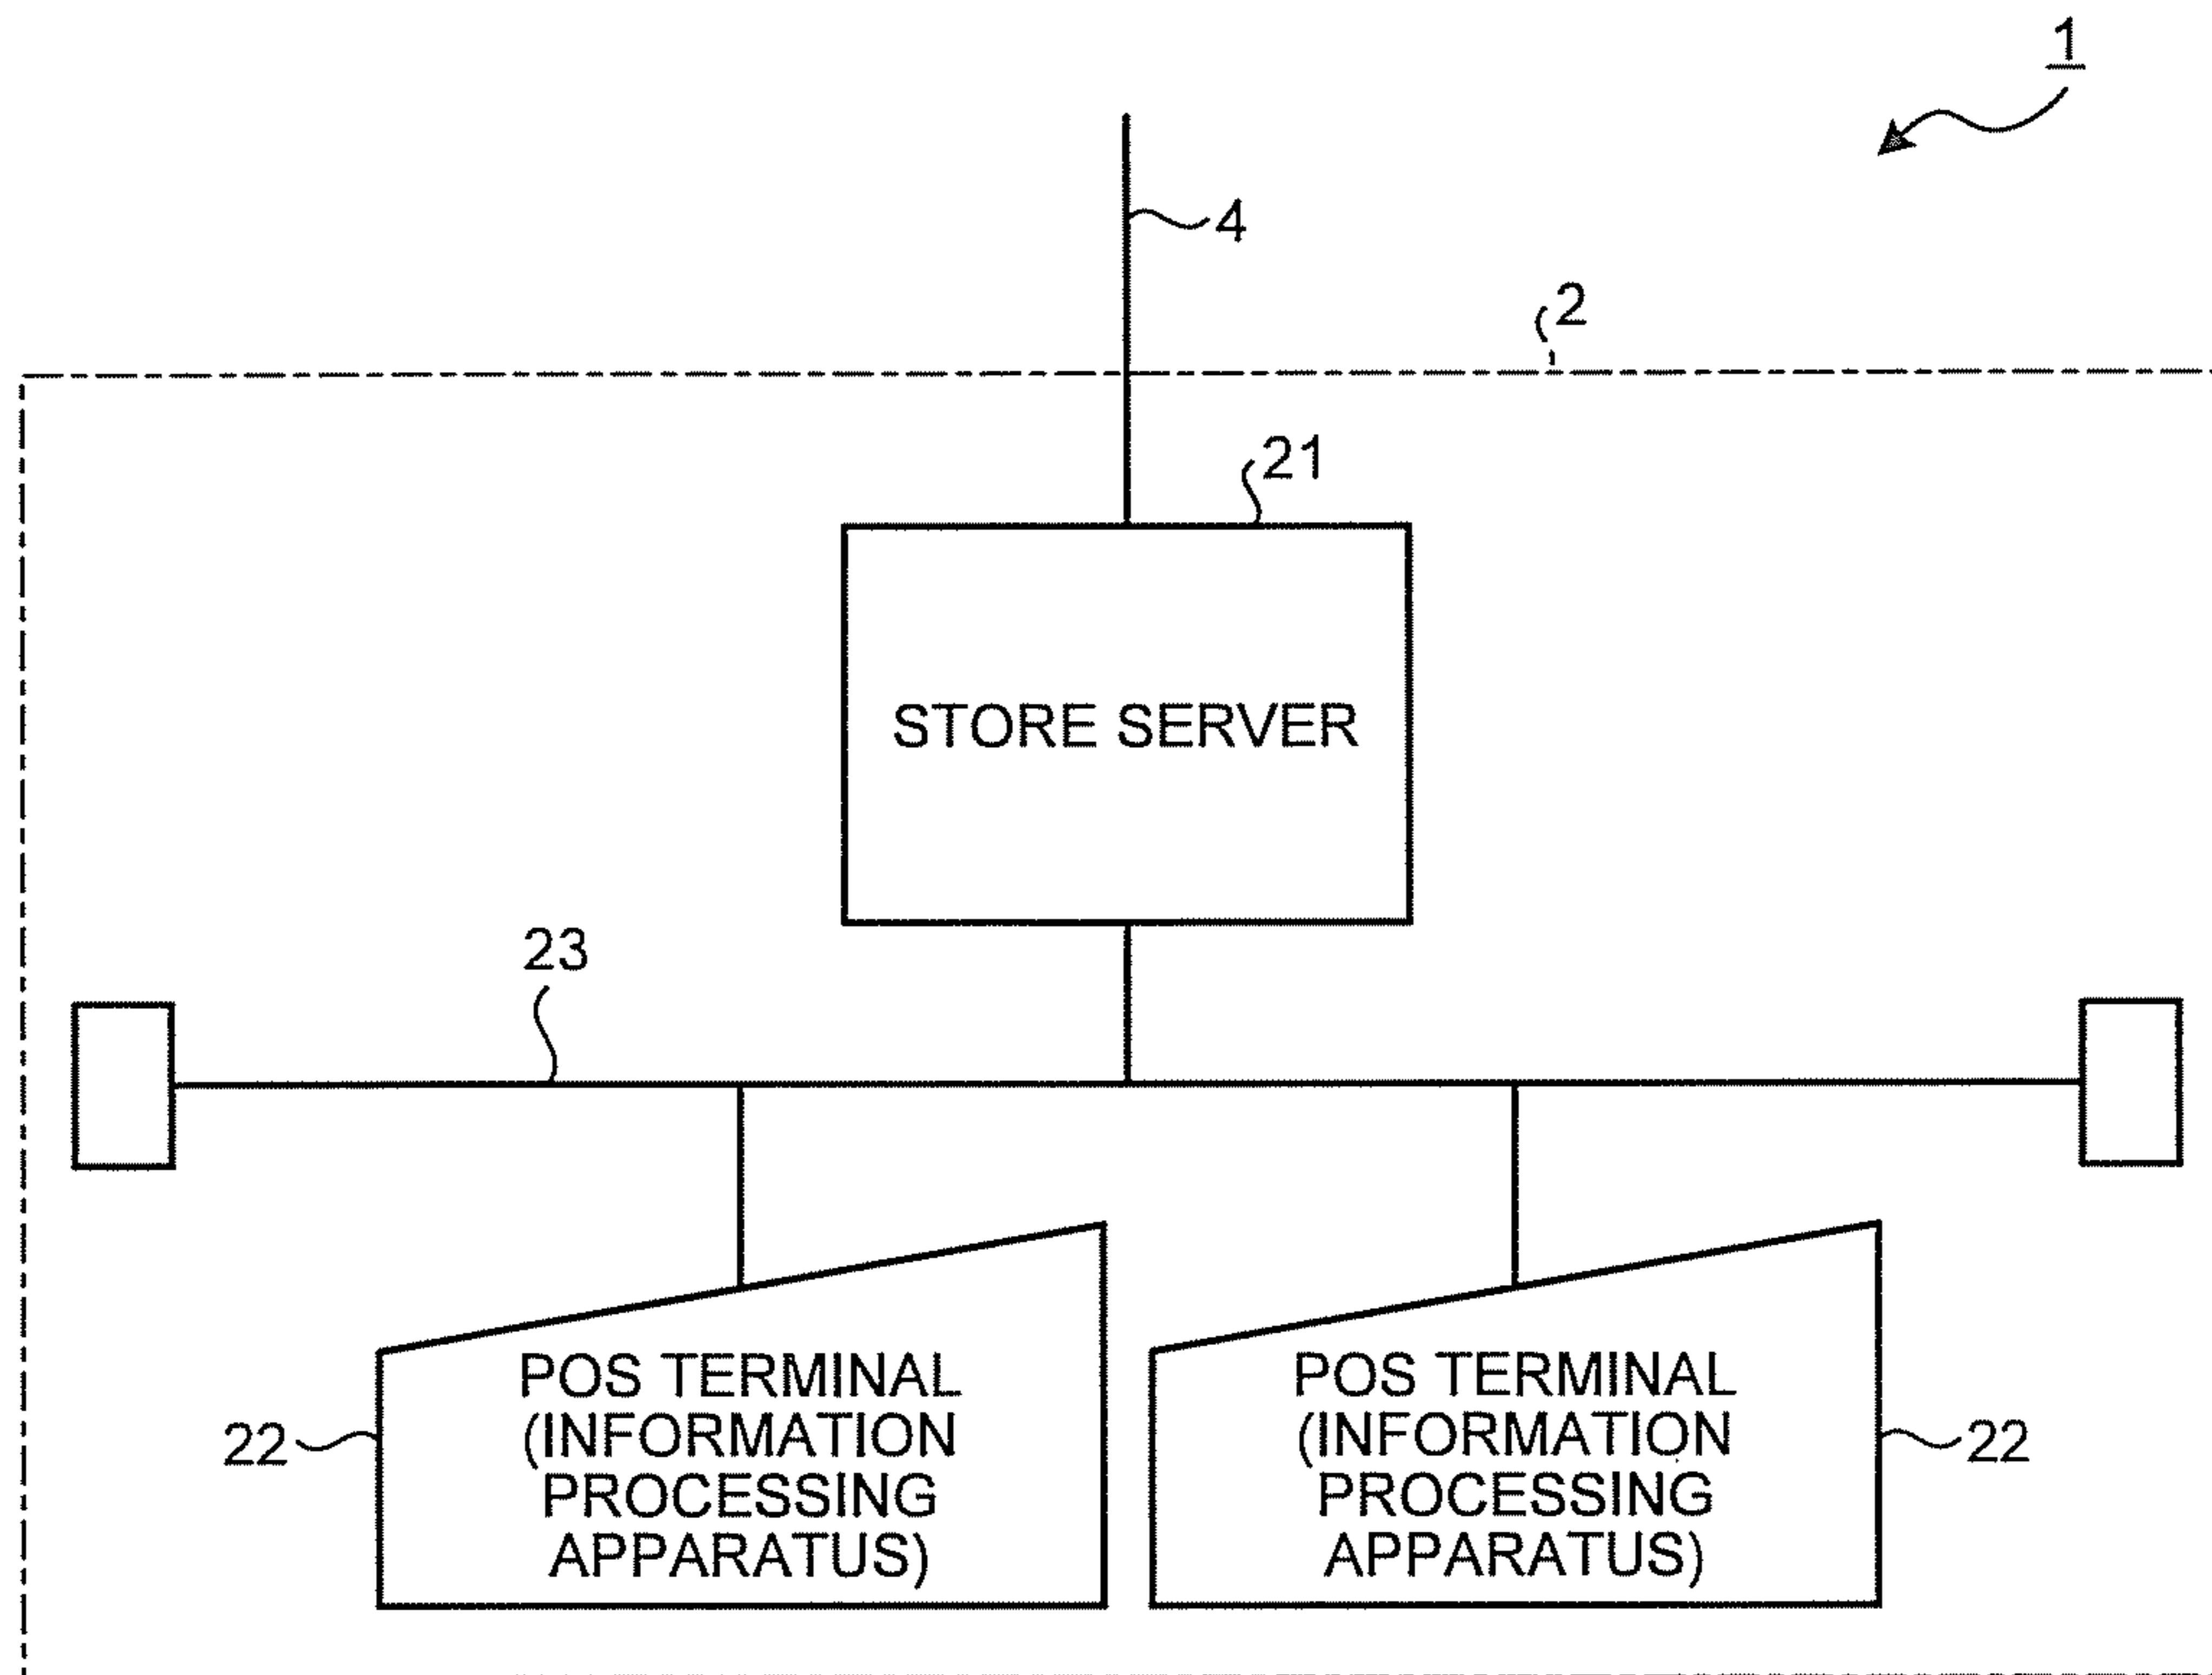 1
4
2
21
STORE SERVER
23
POS TERMINAL
(INFORMATION
PROCESSING
APPARATUS)
22
POS TERMINAL
(INFORMATION
PROCESSING
APPARATUS)
22